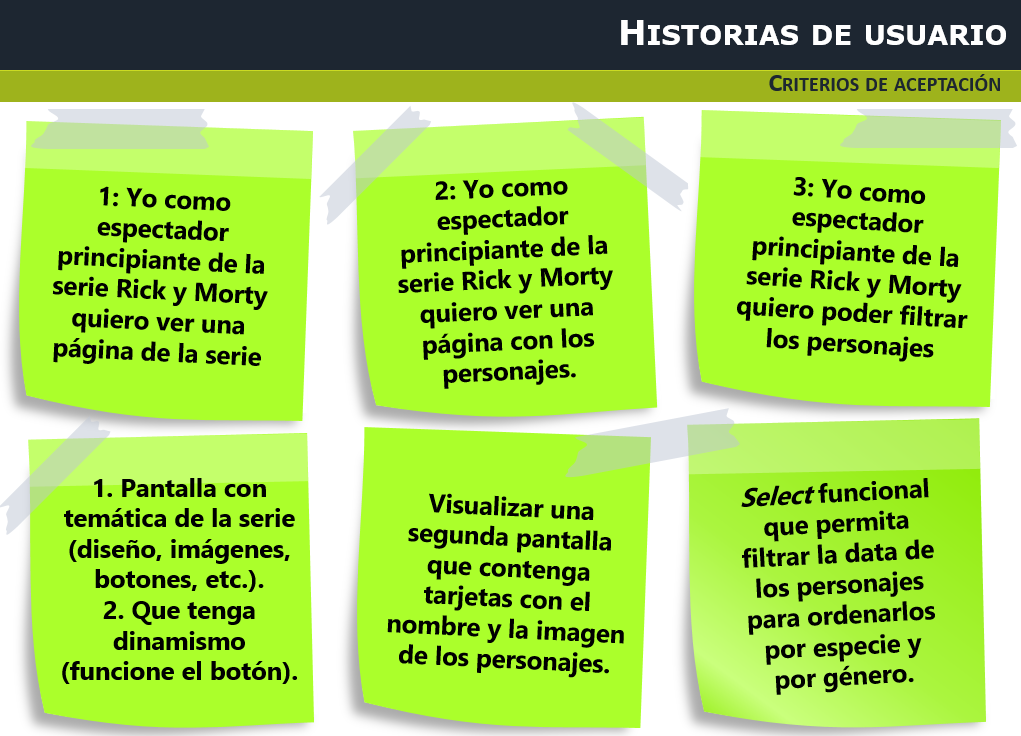 HISTORIAS DE USUARIO
CRITERIOS DE ACEPTACIÓN
1: Yo como
espectador
principiante de la
serie Rick y Morty
quiero ver una
página de la serie
2: Yo como
espectador
principiante de la
serie Rick y Morty
quiero ver una
página con los
personajes.
3: Yo como
espectador
principiante de la
serie Rick y Morty
quiero poder filtrar
los personajes
1. Pantalla con
temática de la serie
(diseño, imágenes,
botones, etc.).
2. Que tenga
dinamismo
(funcione el botón).
Visualizar una
segunda pantalla
que contenga
tarjetas con el
nombre y la imagen
de los personajes.
Select funcional
que permita
filtrar la data de
los personajes
para ordenarlos
por especie y
por género.